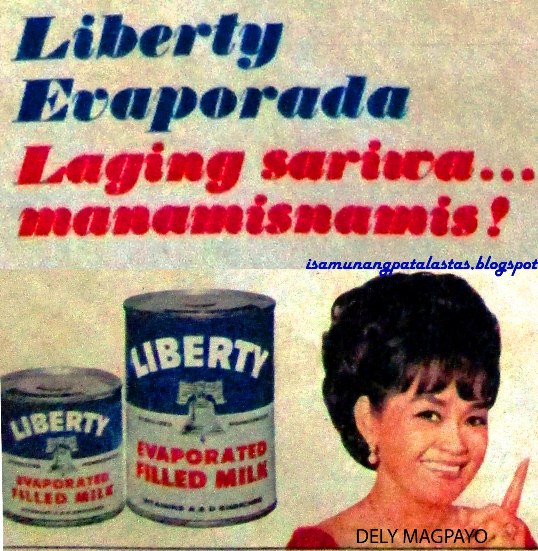 Liberty
Evaporada
Laging sariwa...
manamisnamis!
isamunangpatalastas.blogspot
LIBERTY
EVAPORATED
FILLED MILK
LIBERTY
EVAPORATED
FILLED MILK
DELY MAGPAYO